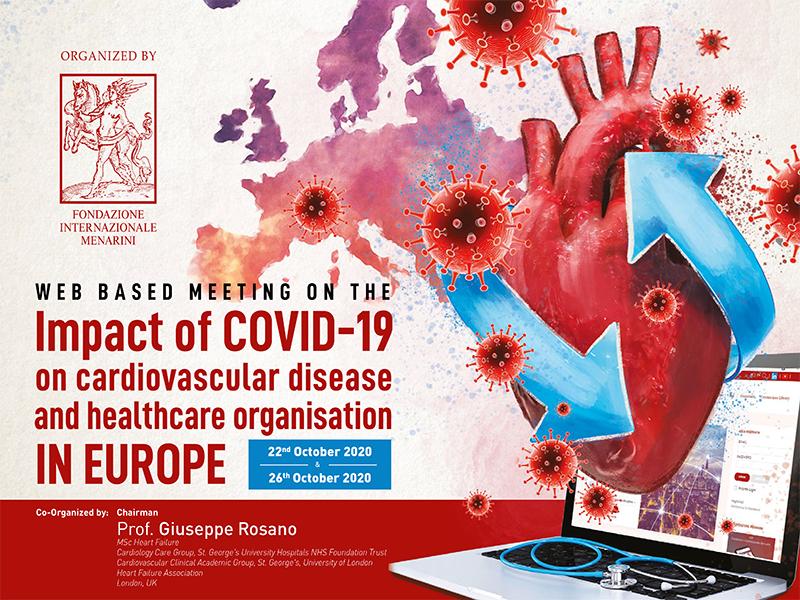 ORGANIZED BY
FONDAZIONE
INTERNAZIONALE
MENARINI
WEB BASED MEETING ON THE
Impact of COVID-19
on cardiovascular disease
and healthcare organisation
IN EUROPE
22nd October 2020
&
26th October 2020
Co-Organized by: Chairman
Prof. Giuseppe Rosano
MSc Heart Failure
Cardiology Care Group, St. George's University Hospitals NHS Foundation Trust
Cardiovascular Clinical Academic Group, St. George's, University of London
Heart Failure Association
London, UK